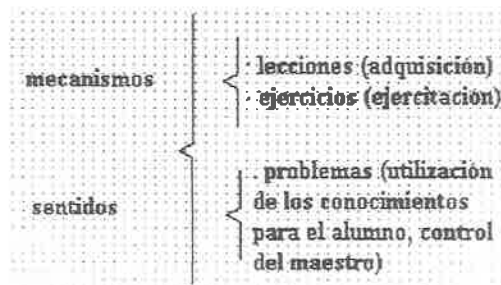 mecanismos
· lecciones (adquisición)
· ejercicios (ejercitación)
sentidos
. problemas (utilización
de los conocimientos
para el alumno, control
del maestro)